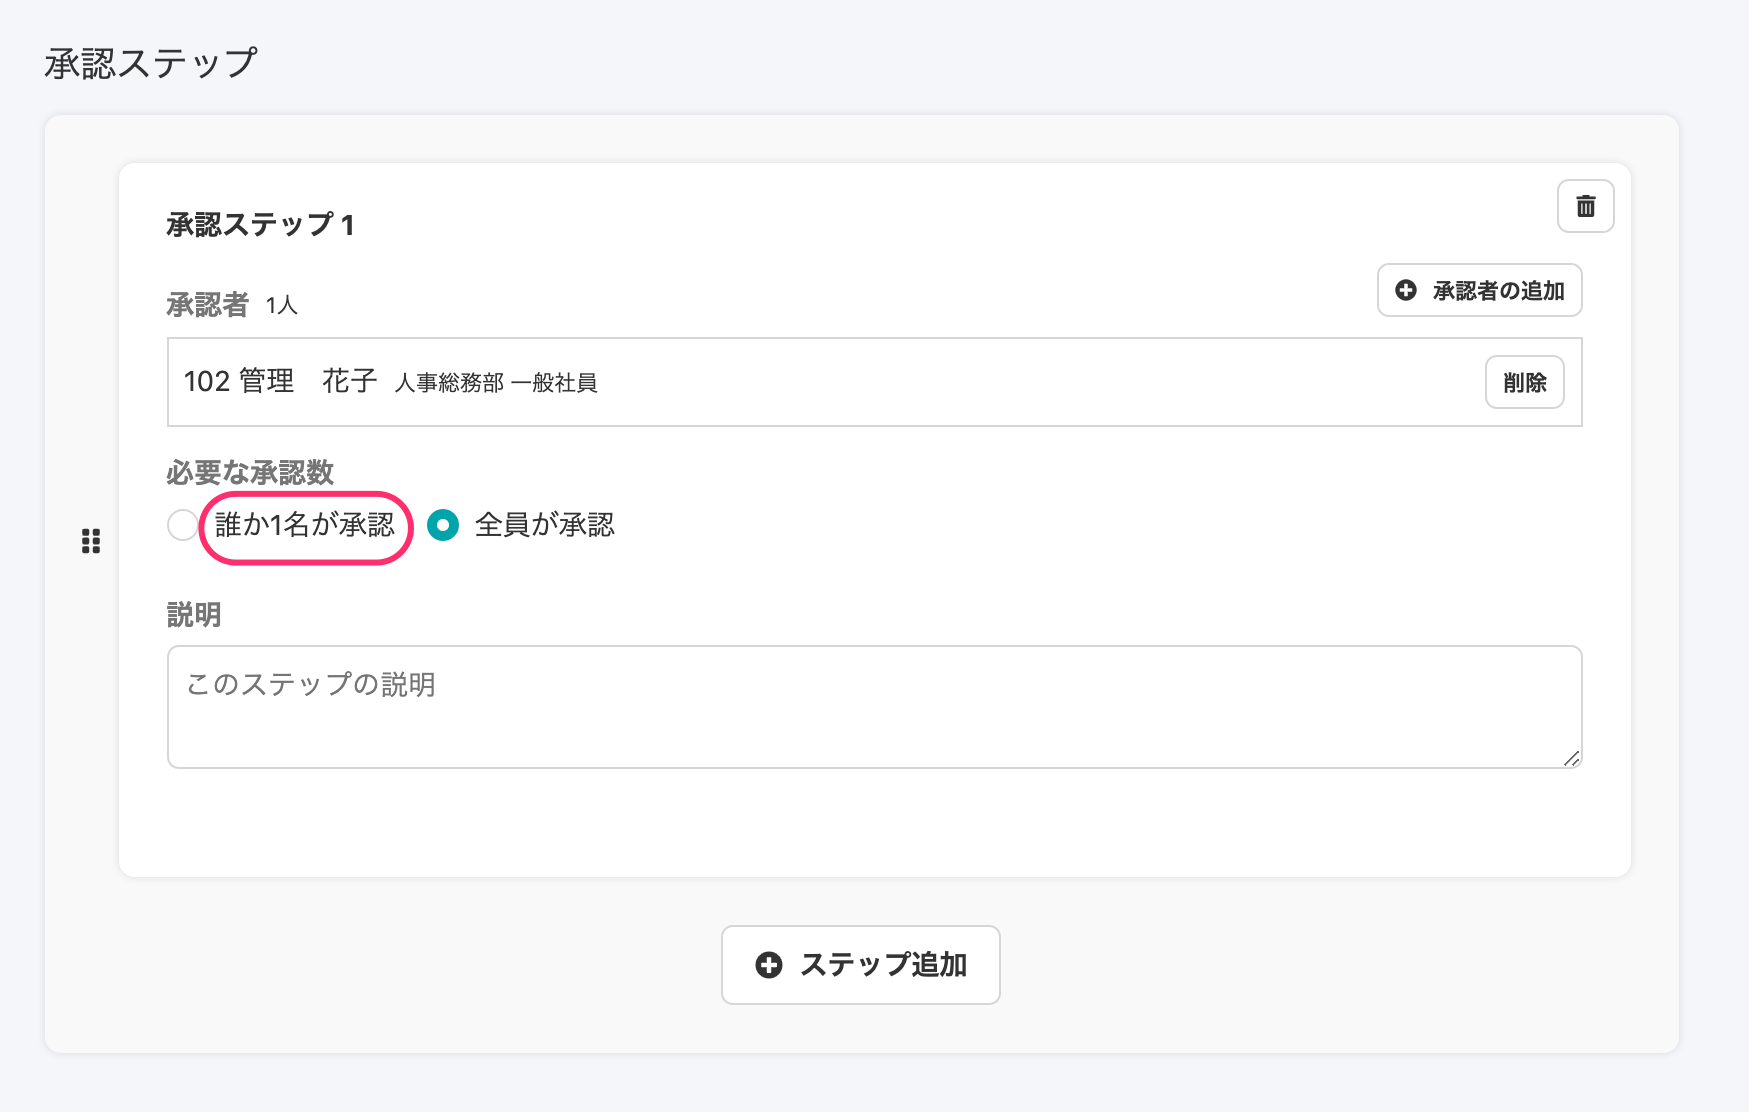 承認ステップ
承認ステップ 1
承認者 1人
承認者の追加
102 管理　花子 人事総務部 一般社員
削除
必要な承認数
誰か1名が承認 全員が承認
説明
このステップの説明
ステップ追加